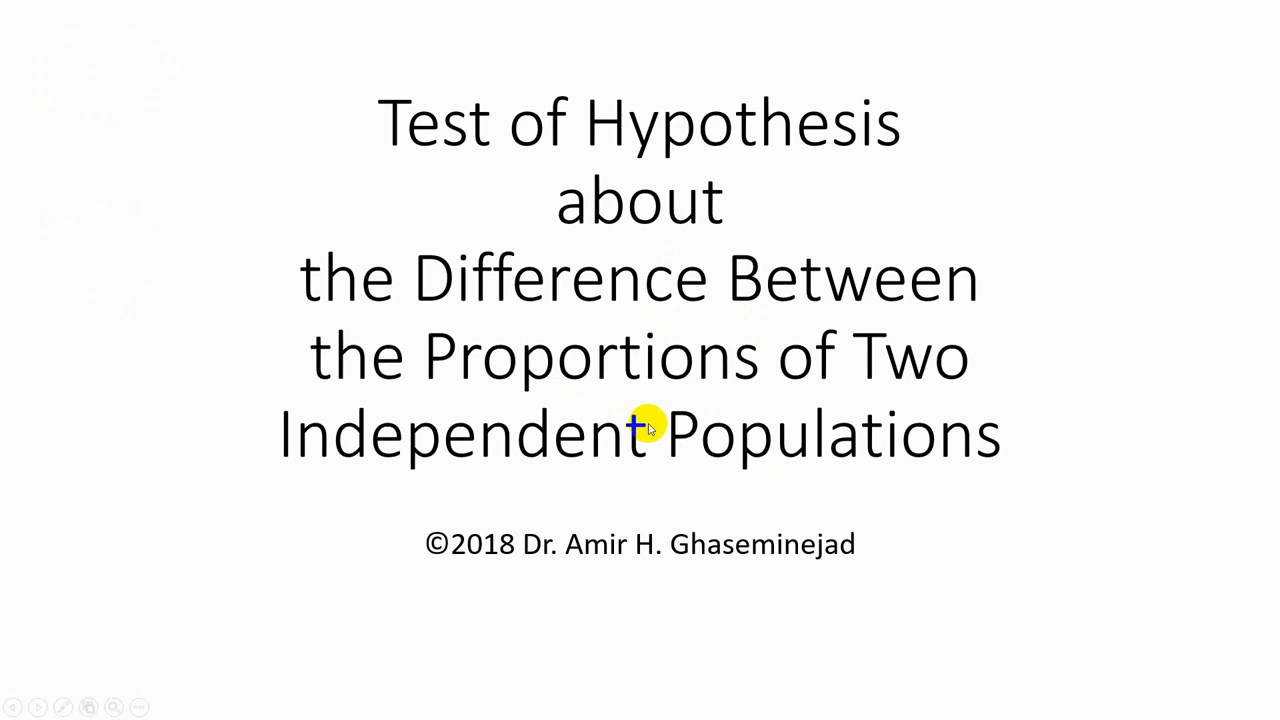 Test of Hypothesis
about
the Difference Between
the Proportions of Two
Independent Populations
©2018 Dr. Amir H. Ghaseminejad